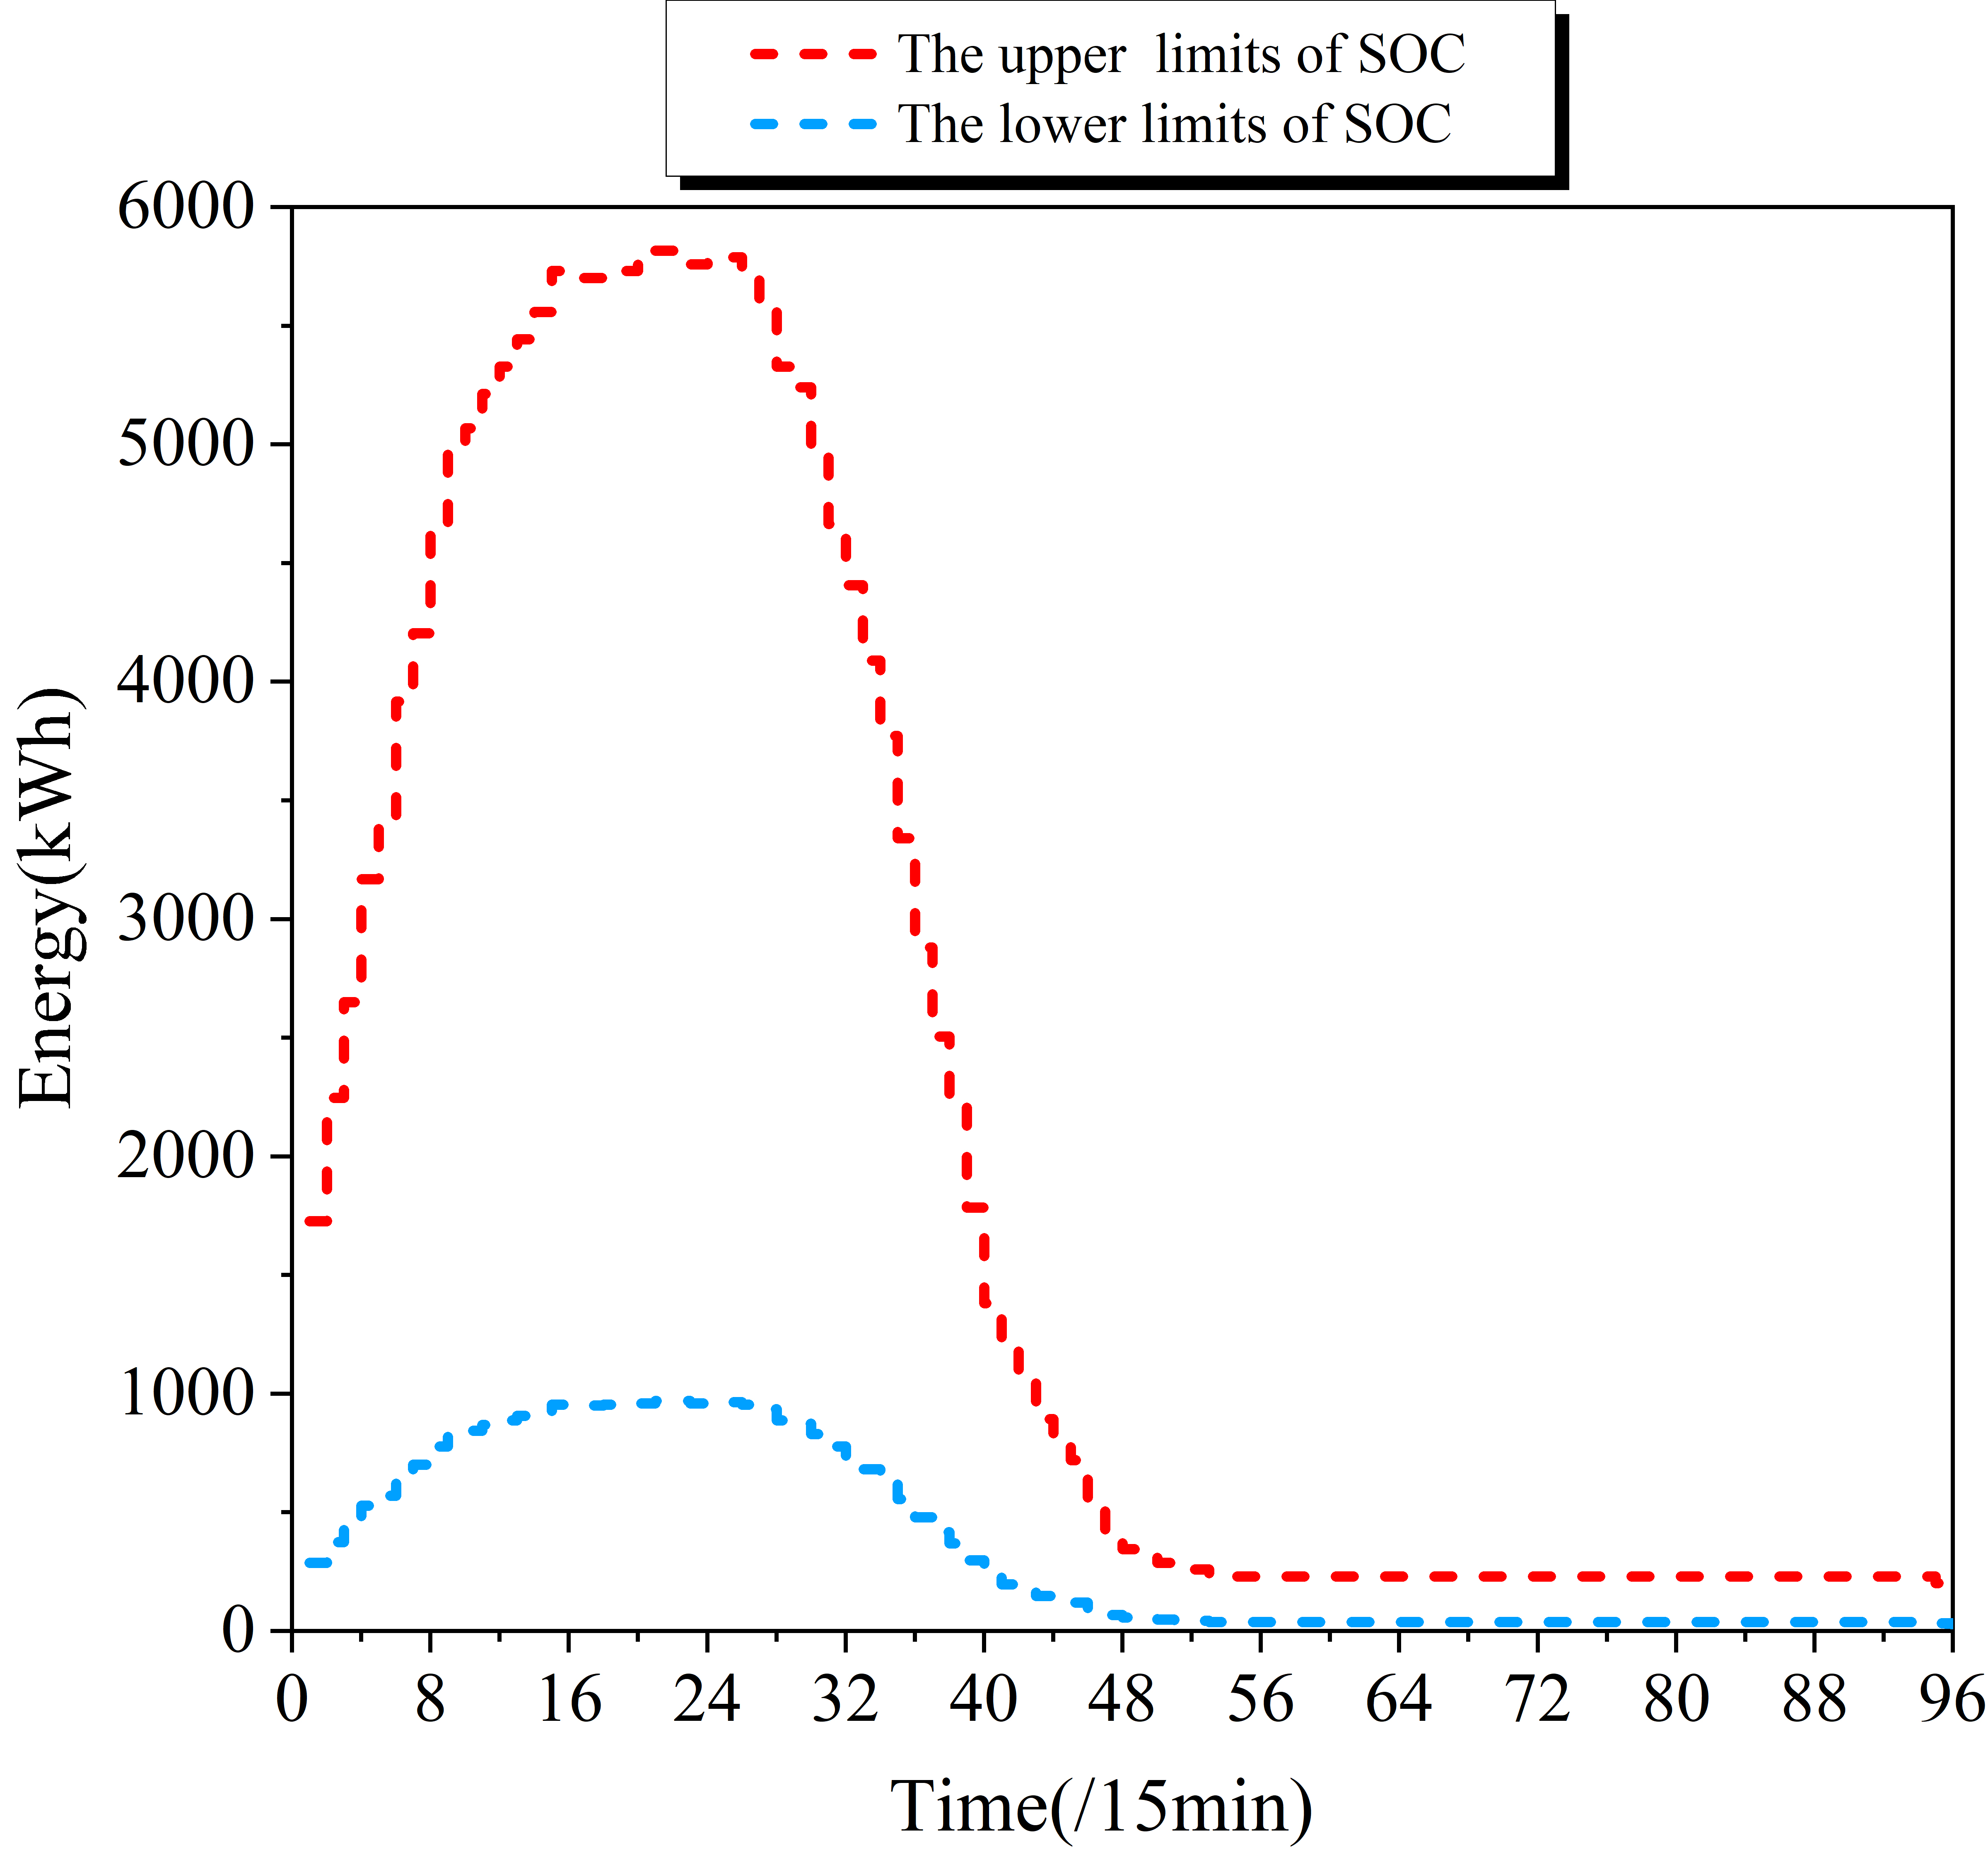 The upper limits of SOC
The lower limits of SOC
6000
5000
4000
3000
2000
1000
0
Energy(kWh)
0 8 16 24 32 40 48 56 64 72 80 88 96
Time(/15min)